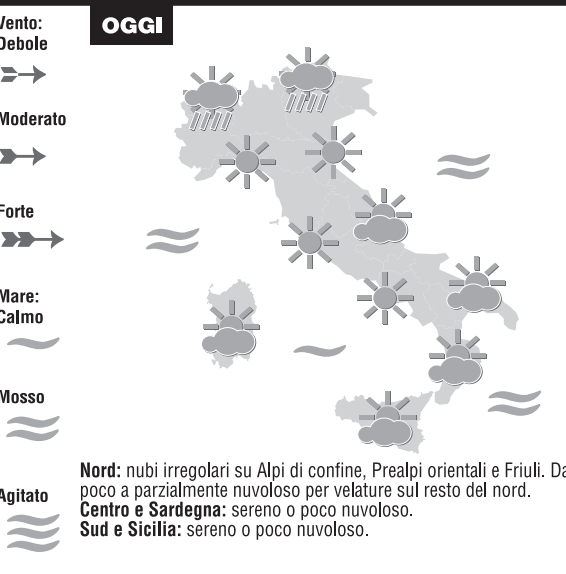 OGGI
Vento:
Debole
Moderato
Forte
Mare:
Calmo
Mosso
Agitato
Nord: nubi irregolari su Alpi di confine, Prealpi orientali e Friuli. Da
poco a parzialmente nuvoloso per velature sul resto del nord.
Centro e Sardegna: sereno o poco nuvoloso.
Sud e Sicilia: sereno o poco nuvoloso.